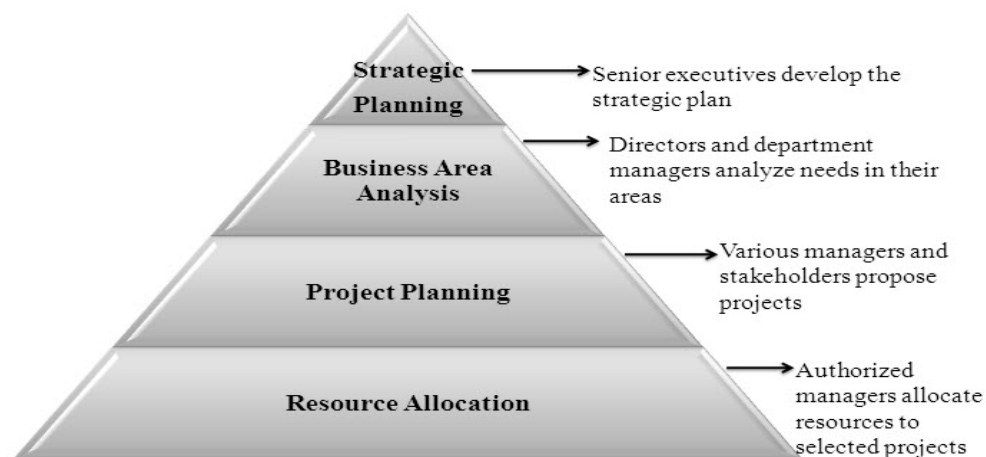 Strategic
Planning
Senior executives develop the
strategic plan
Business Area
Analysis
Directors and department
managers analyze needs in their
areas
Project Planning
Various managers and
stakeholders propose
projects
Resource Allocation
Authorized
managers allocate
resources to
selected projects